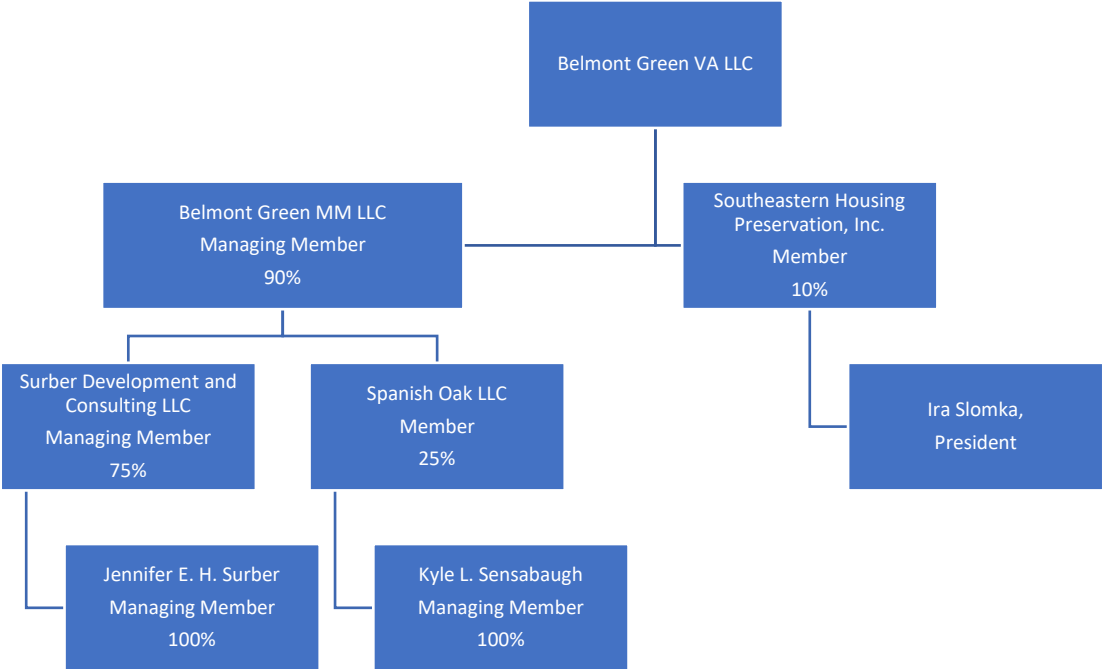 Belmont Green VA LLC
Belmont Green MM LLC
Managing Member
90%
Southeastern Housing
Preservation, Inc.
Member
10%
Surber Development and
Consulting LLC
Managing Member
75%
Spanish Oak LLC
Member
25%
Ira Slomka,
President
Jennifer E. H. Surber
Managing Member
100%
Kyle L. Sensabaugh
Managing Member
100%